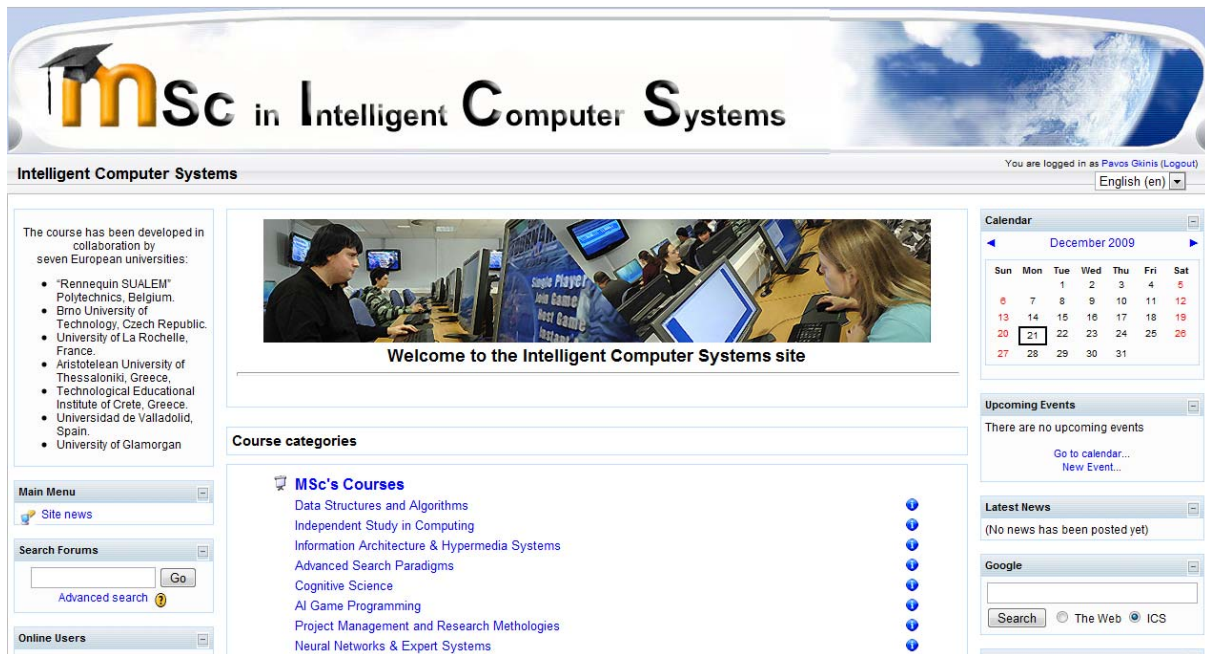 mSc in Intelligent Computer Systems
Intelligent Computer Systems
You are logged in as Pavos Gkinis (Logout)
English (en)
The course has been developed in
collaboration by
seven European universities:
• "Rennequin SUALEM"
Polytechnics, Belgium.
• Brno University of
Technology, Czech Republic.
• University of La Rochelle,
France.
• Aristotelean University of
Thessaloniki, Greece,
• Technological Educational
Institute of Crete, Greece.
• Universidad de Valladolid,
Spain.
• University of Glamorgan
Main Menu
Site news
Search Forums
Go
Advanced search
Online Users
Single Player
Join Game
Host Game
Instant
Welcome to the Intelligent Computer Systems site
Course categories
MSc's Courses
Data Structures and Algorithms
Independent Study in Computing
Information Architecture & Hypermedia Systems
Advanced Search Paradigms
Cognitive Science
AI Game Programming
Project Management and Research Methologies
Neural Networks & Expert Systems
Calendar
December 2009
Sun Mon Tue Wed Thu Fri Sat
1 2 3 4 5
6 7 8 9 10 11 12
13 14 15 16 17 18 19
20 21 22 23 24 25 26
27 28 29 30 31
Upcoming Events
There are no upcoming events
Go to calendar...
New Event...
Latest News
(No news has been posted yet)
Google
Search The Web ICS